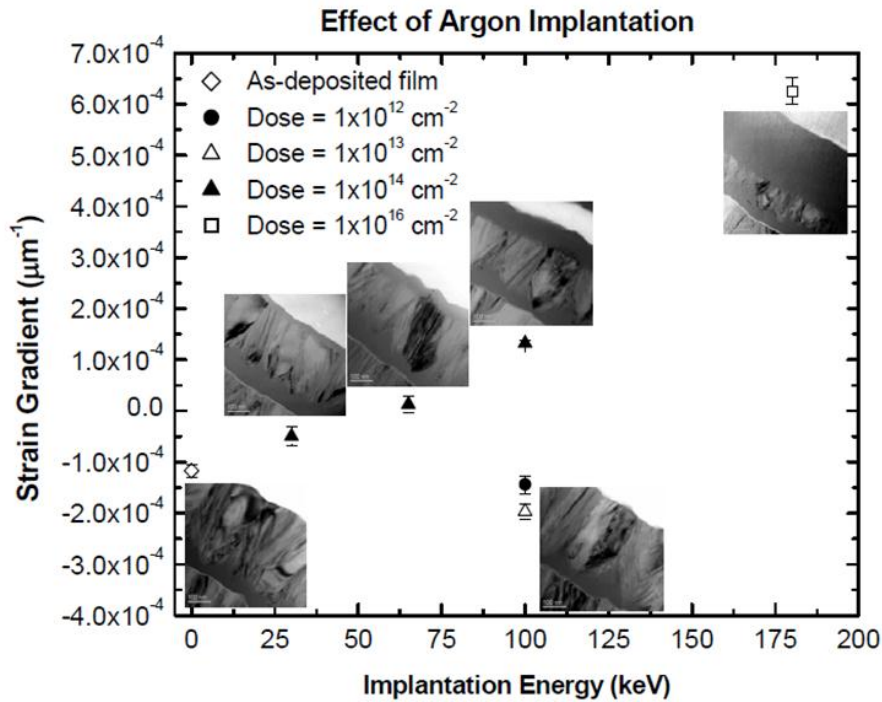 Effect of Argon Implantation
7.0x10⁻⁴
6.0x10⁻⁴
5.0x10⁻⁴
4.0x10⁻⁴
3.0x10⁻⁴
2.0x10⁻⁴
1.0x10⁻⁴
0.0
-1.0x10⁻⁴
-2.0x10⁻⁴
-3.0x10⁻⁴
-4.0x10⁻⁴
Strain Gradient (μm⁻¹)
As-deposited film
Dose = 1x10¹² cm⁻²
Dose = 1x10¹³ cm⁻²
Dose = 1x10¹⁴ cm⁻²
Dose = 1x10¹⁶ cm⁻²
0 25 50 75 100 125 150 175 200
Implantation Energy (keV)